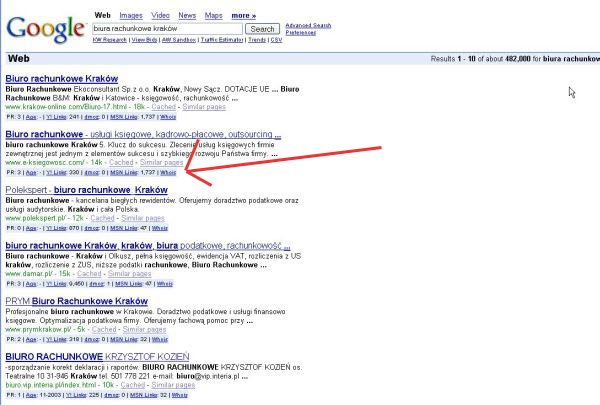 Web Images Video News Maps more »
Google
biura rachunkowe kraków Search Advanced Search
Preferences
KW Research | View Bids | AW Sandbox | Traffic Estimator | Trends | CSV
Web Results 1 - 10 of about 482,000 for biura rachunkow
Biuro rachunkowe Kraków
Biuro Rachunkowe Ekoconsultant Sp.z o.o. Kraków, Nowy Sącz. DOTACJE UE ... Biuro
Rachunkowe B&M: Kraków i Katowice - księgowość, rachunkowość ...
www.krakow-online.com/Biuro-17.html - 18k - Cached - Similar pages
PR: 3 | Age: - | Y! Links: 241 | dmoz: 0 | MSN Links: 1,737 | Whois
Biuro rachunkowe - usługi księgowe, kadrowo-płacowe, outsourcing ...
biuro rachunkowe Kraków 5. Klucz do sukcesu. Zlecenie usług księgowych firmie
zewnętrznej jest jednym z elementów sukcesu i szybkiego rozwoju Państwa firmy. ...
www.e-ksiegowosc.com/ - 14k - Cached - Similar pages
PR: 3 | Age: - | Y! Links: 330 | dmoz: 0 | MSN Links: 1,737 | Whois
Polekspert - biuro rachunkowe Kraków
Biuro rachunkowe - kancelaria biegłych rewidentów. Oferujemy doradztwo podatkowe oraz
usługi audytorskie. Kraków i cała Polska.
www.polekspert.pl/ - 12k - Cached - Similar pages
PR: 0 | Age: - | Y! Links: 670 | dmoz: 0 | MSN Links: 47 | Whois
biuro rachunkowe Kraków, kraków, biura podatkowe, rachunkowość, ...
biuro rachunkowe - Kraków i Olkusz, pełna księgowość, ewidencja VAT, rozliczenia z US
kraków, rozliczenie z ZUS, niższe podatki rachunkowe, Biuro Rachunkowe ...
www.damar.pl/ - 15k - Cached - Similar pages
PR: 3 | Age: - | Y! Links: 9,450 | dmoz: 1 | MSN Links: 47 | Whois
PRYM Biuro Rachunkowe Kraków
Profesjonalne biuro rachunkowe w Krakowie. Doradztwo podatkowe i usługi finansowo
księgowe. Optymalizacja podatkowa firmy. Oferujemy fachową pomoc przy ...
www.prymkrakow.pl/ - 5k - Cached - Similar pages
PR: 2 | Age: - | Y! Links: 318 | dmoz: 0 | MSN Links: 32 | Whois
BIURO RACHUNKOWE KRZYSZTOF KOZIEŃ
-sporządzanie korekt deklaracji i raportów. BIURO RACHUNKOWE KRZYSZTOF KOZIEŃ os.
Teatralne 10 31-946 Kraków tel. 501 778 221 e-mail: biuro@vip.interia.pl ...
biuro.vip.interia.pl/index.html - 10k - Cached - Similar pages
PR: 1 | Age: 11-2003 | Y! Links: 226 | dmoz: 0 | MSN Links: 32 | Whois